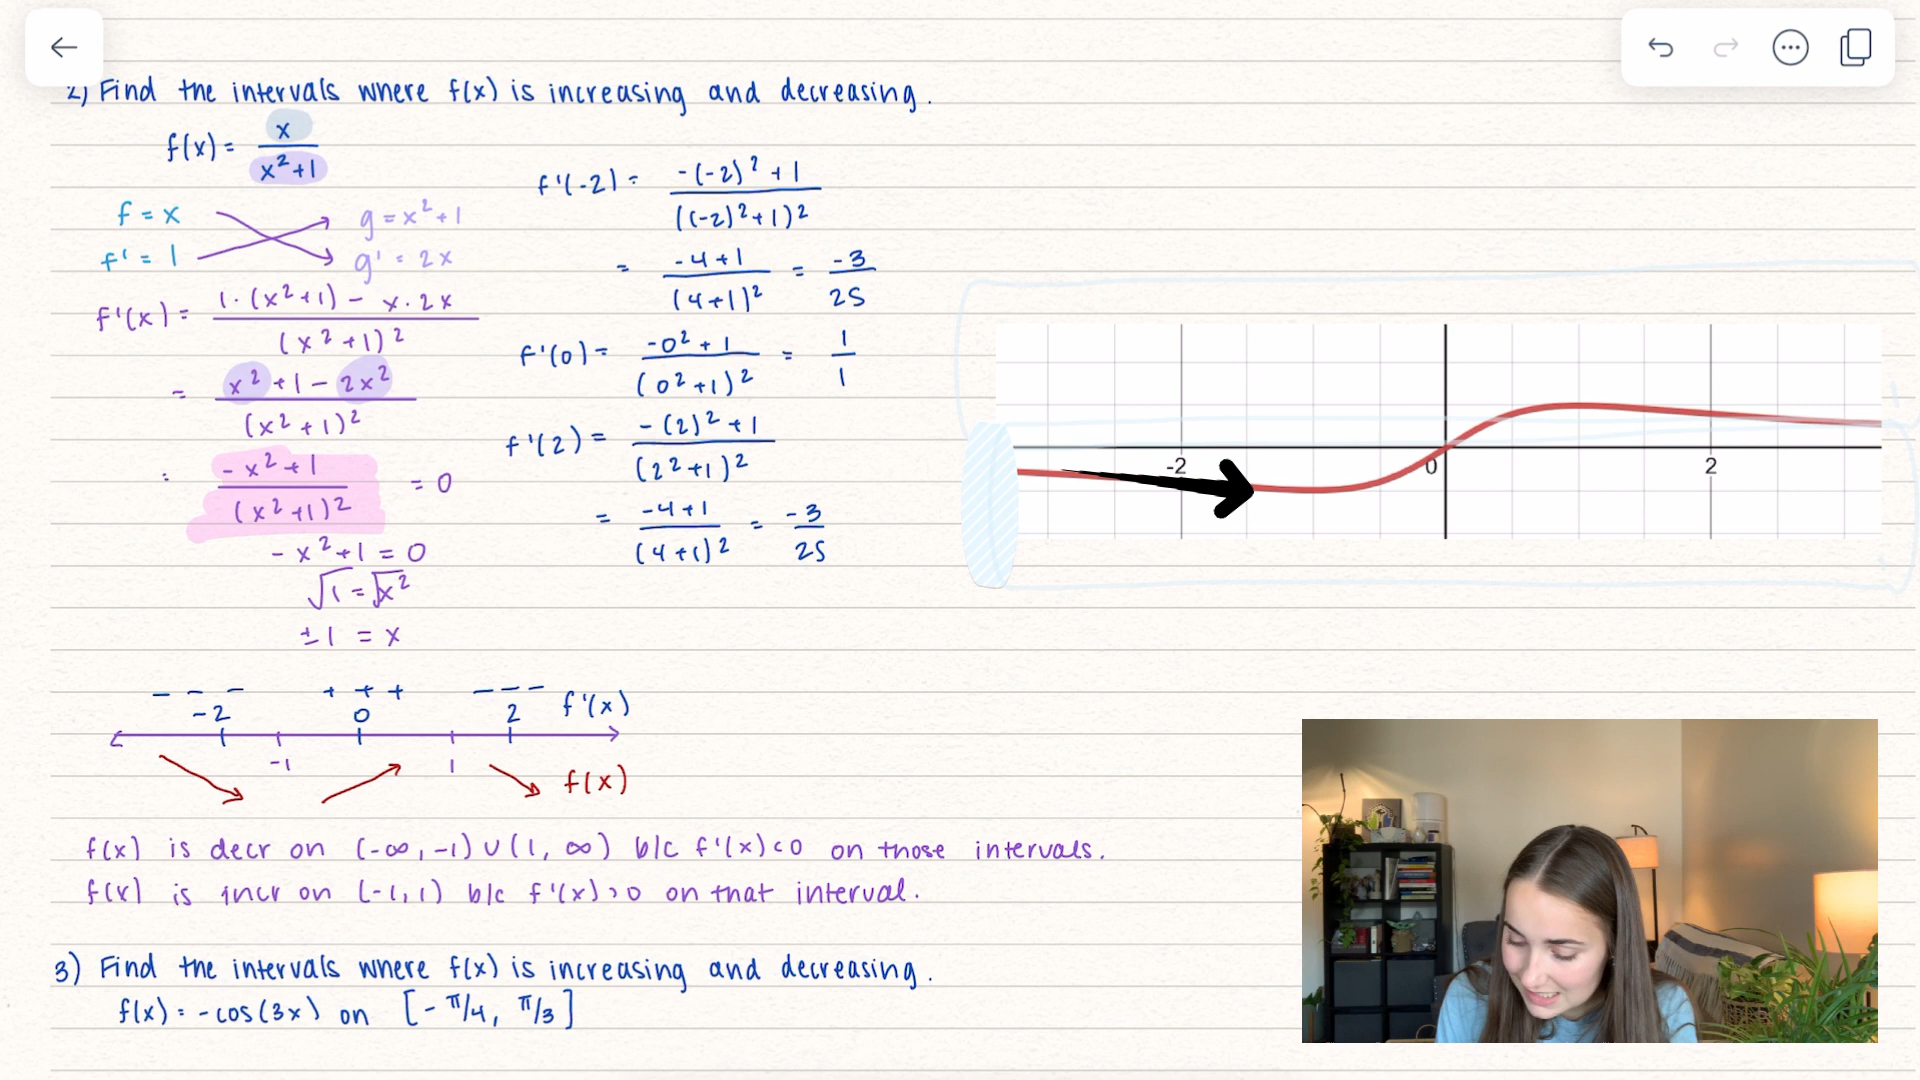 2) Find the intervals where f(x) is increasing and decreasing.
f(x) = x / x²+1
f = x g = x²+1
f' = 1 g' = 2x
f'(x) = 1·(x²+1) - x·2x / (x²+1)²
= x²+1-2x² / (x²+1)²
= -x²+1 / (x²+1)² = 0
-x²+1 = 0
√1 = √x²
±1 = x
f'(-2) = -(-2)²+1 / ((-2)²+1)²
= -4+1 / (4+1)² = -3 / 25
f'(0) = -0²+1 / (0²+1)² = 1 / 1
f'(2) = -(2)²+1 / (2²+1)²
= -4+1 / (4+1)² = -3 / 25
-2 0 2
- - - + + + - - - f'(x)
-2 0 2
-1 1
f(x)
f(x) is decr on (-∞,-1)∪(1,∞) b/c f'(x)<0 on those intervals.
f(x) is incr on (-1,1) b/c f'(x)>0 on that interval.
3) Find the intervals where f(x) is increasing and decreasing.
f(x) = -cos(3x) on [-π/4, π/3]